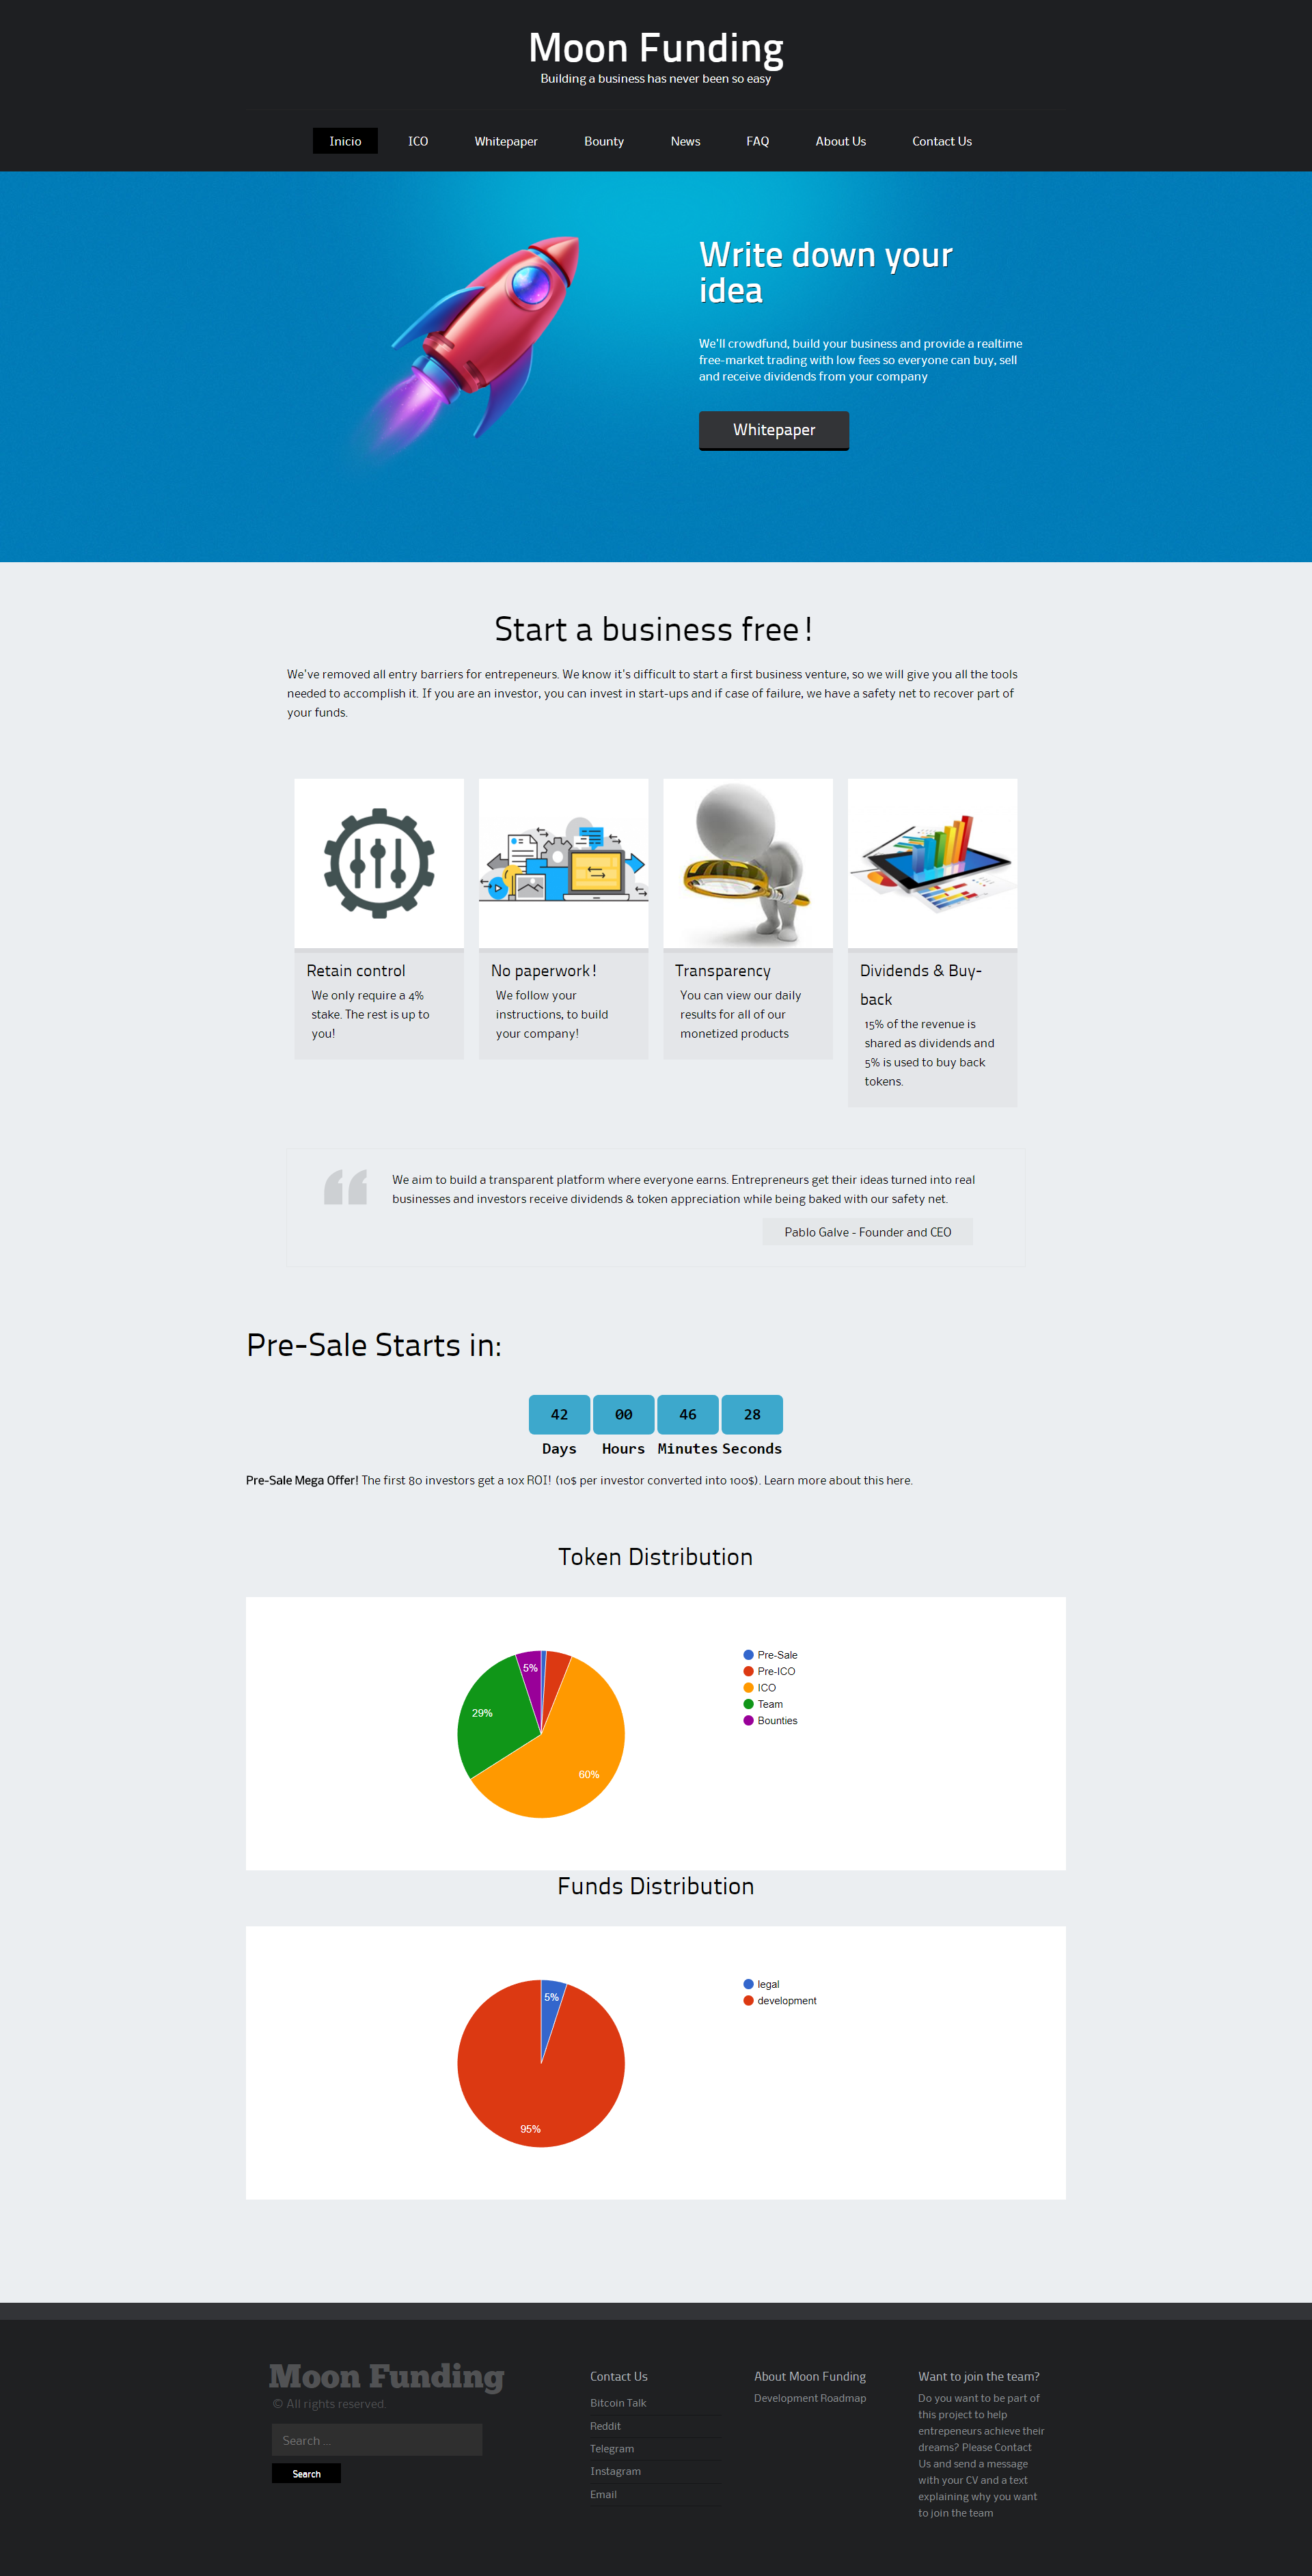 Moon Funding
Building a business has never been so easy
Inicio ICO Whitepaper Bounty News FAQ About Us Contact Us
Write down your
idea
We'll crowdfund, build your business and provide a realtime
free-market trading with low fees so everyone can buy, sell
and receive dividends from your company
Whitepaper
Start a business free!
We've removed all entry barriers for entrepeneurs. We know it's difficult to start a first business venture, so we will give you all the tools
needed to accomplish it. If you are an investor, you can invest in start-ups and if case of failure, we have a safety net to recover part of
your funds.
Retain control
We only require a 4%
stake. The rest is up to
you!
No paperwork!
We follow your
instructions, to build
your company!
Transparency
You can view our daily
results for all of our
monetized products
Dividends & Buy-
back
15% of the revenue is
shared as dividends and
5% is used to buy back
tokens.
We aim to build a transparent platform where everyone earns. Entrepreneurs get their ideas turned into real
businesses and investors receive dividends & token appreciation while being baked with our safety net.
Pablo Galve - Founder and CEO
Pre-Sale Starts in:
42 00 46 28
Days Hours Minutes Seconds
Pre-Sale Mega Offer! The first 80 investors get a 10x ROI! (10$ per investor converted into 100$). Learn more about this here.
Token Distribution
5%
29%
60%
Pre-Sale
Pre-ICO
ICO
Team
Bounties
Funds Distribution
5%
95%
legal
development
Moon Funding
© All rights reserved.
Search ...
Search
Contact Us
Bitcoin Talk
Reddit
Telegram
Instagram
Email
About Moon Funding
Development Roadmap
Want to join the team?
Do you want to be part of
this project to help
entrepeneurs achieve their
dreams? Please Contact
Us and send a message
with your CV and a text
explaining why you want
to join the team